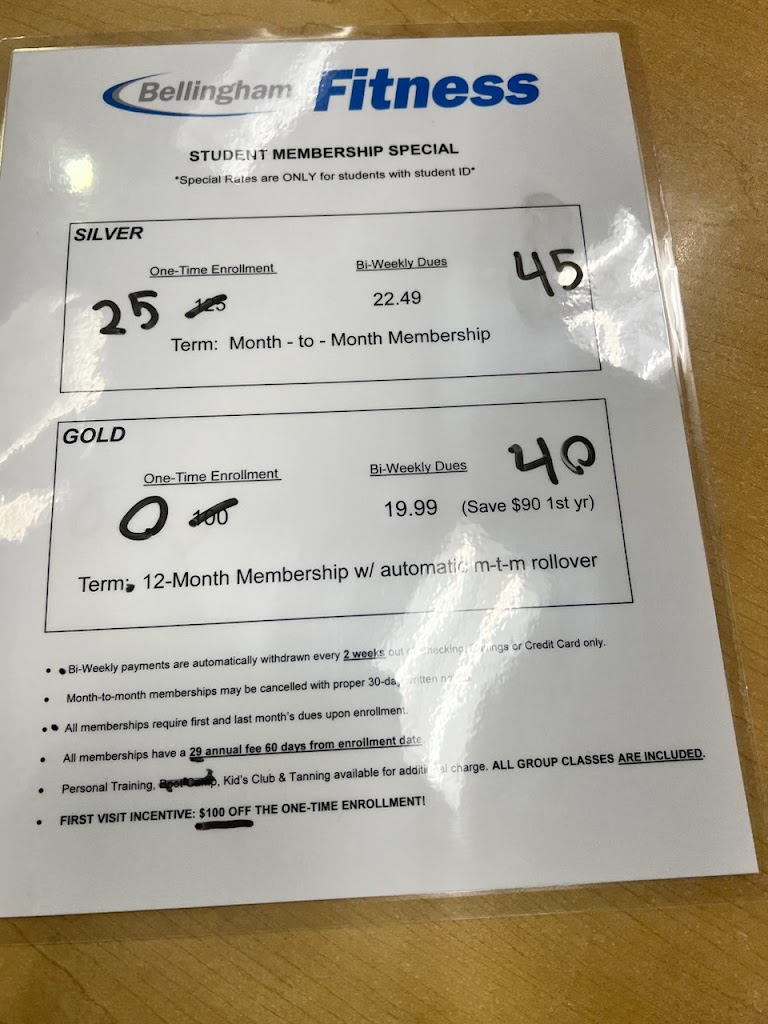 Bellingham Fitness
STUDENT MEMBERSHIP SPECIAL
*Special Rates are ONLY for students with student ID*
SILVER
One-Time Enrollment Bi-Weekly Dues 45
25 125 22.49
Term: Month - to - Month Membership
GOLD
One-Time Enrollment Bi-Weekly Dues 40
0 100 19.99 (Save $90 1st yr)
Term: 12-Month Membership w/ automatic m-t-m rollover
• Bi-Weekly payments are automatically withdrawn every 2 weeks out checking, or Credit Card only.
• Month-to-month memberships may be cancelled with proper 30-day
• All memberships require first and last month's dues upon enrollment.
• All memberships have a 29 annual fee 60 days from enrollment date
• Personal Training, Boot Camp, Kid's Club & Tanning available for additional charge. ALL GROUP CLASSES ARE INCLUDED.
• FIRST VISIT INCENTIVE: $100 OFF THE ONE-TIME ENROLLMENT!